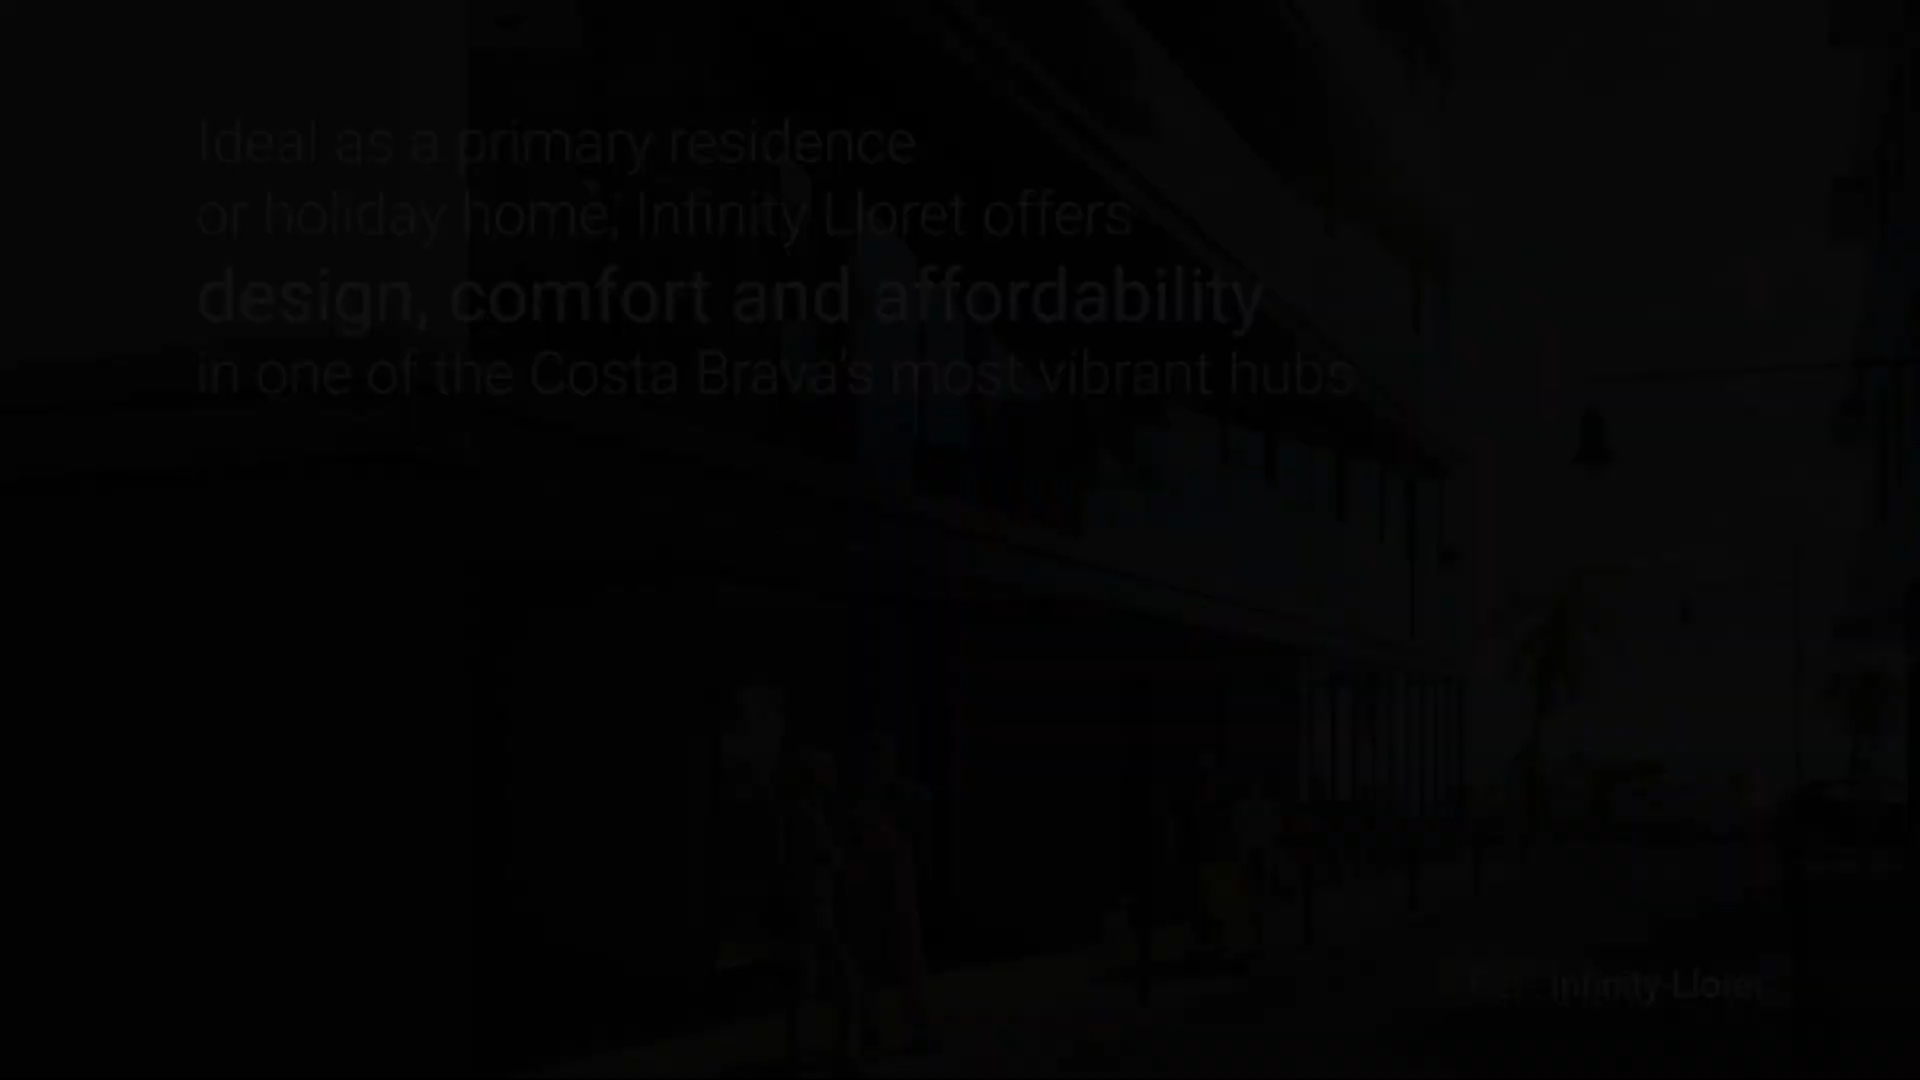 Ideal as a primary residence
or holiday home, Infinity Lloret offers
design, comfort and affordability
in one of the Costa Brava's most vibrant hubs
Infinity Lloret